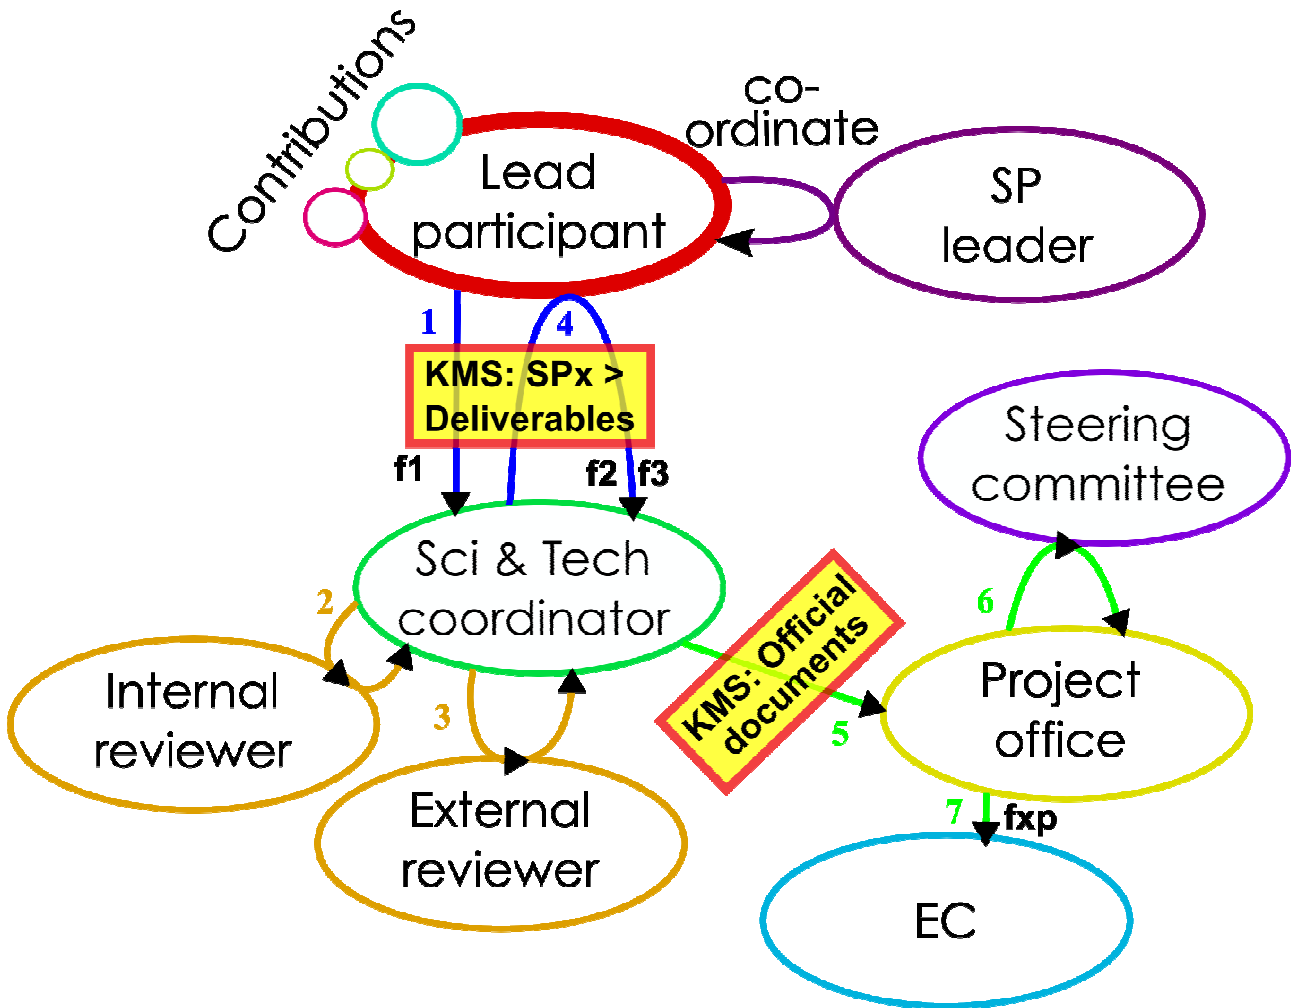 Contributions
co-
ordinate
Lead
participant
SP
leader
1
4
KMS: SPx >
Deliverables
f1
f2
f3
Steering
committee
Sci & Tech
coordinator
2
6
KMS: Official
documents
Internal
reviewer
3
5
Project
office
External
reviewer
7
fxp
EC